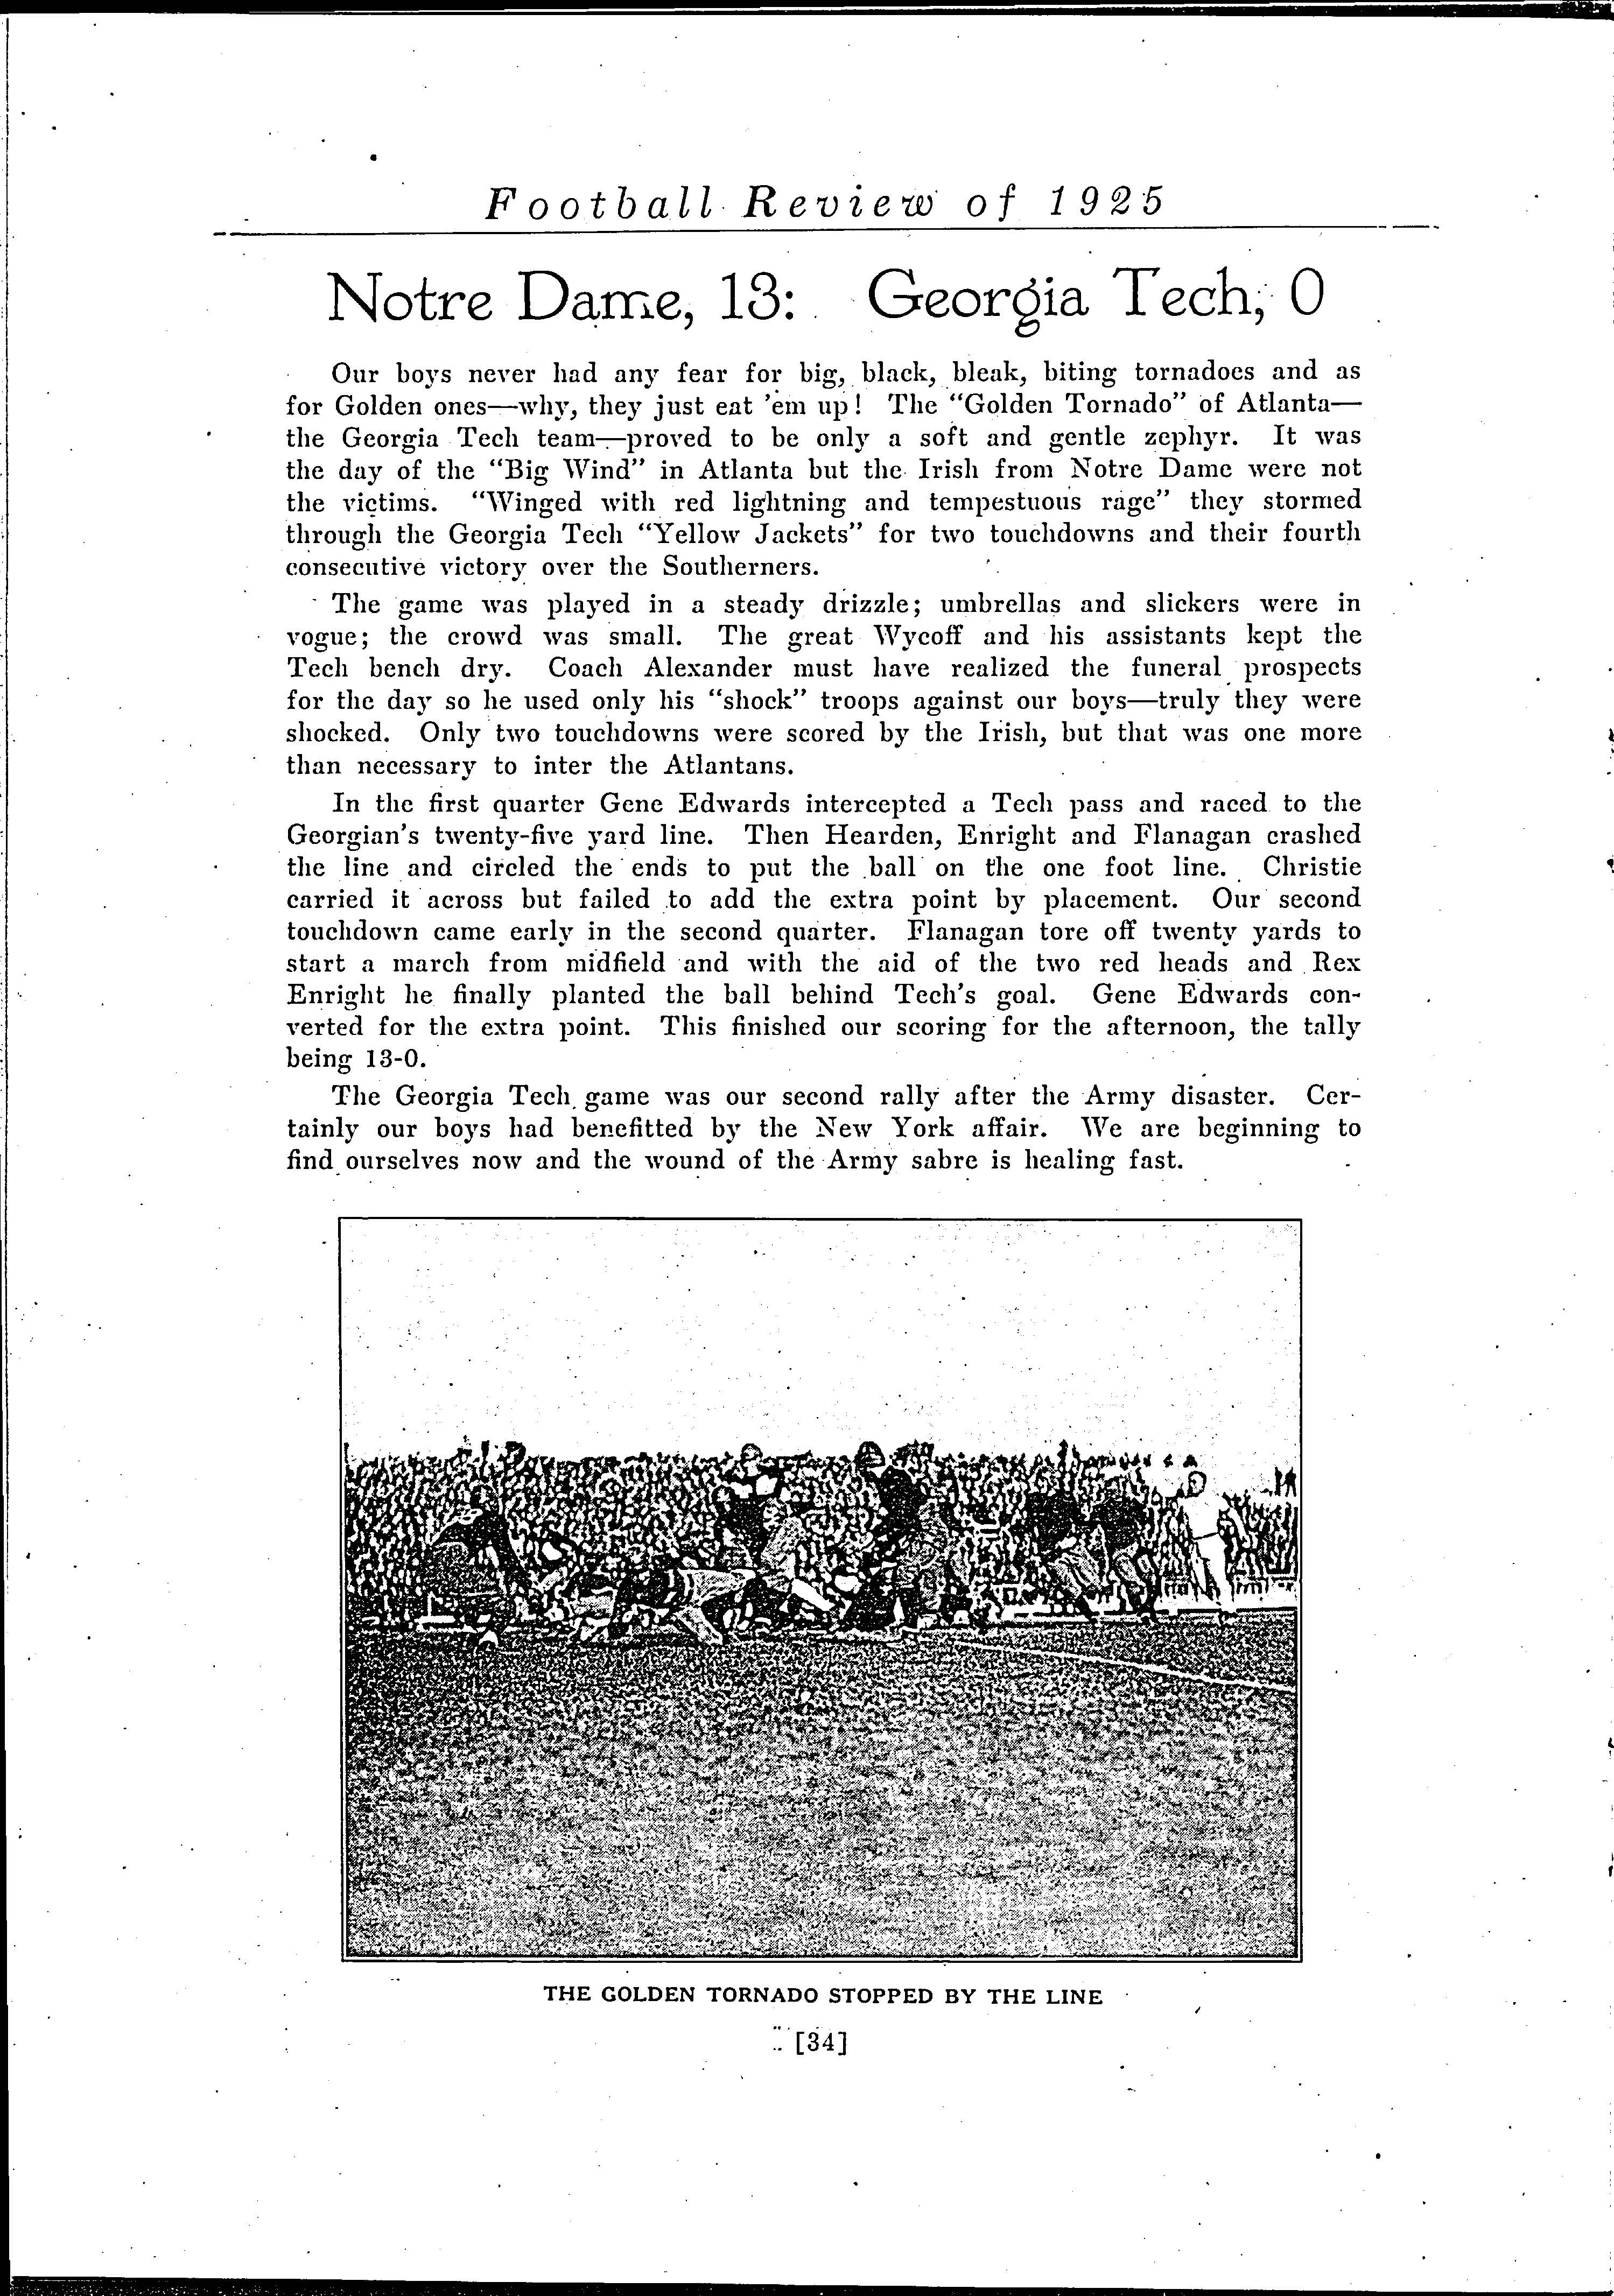 Football Review of 1925
Notre Dame, 13: Georgia Tech, 0
Our boys never had any fear for big, black, bleak, biting tornadoes and as
for Golden ones—why, they just eat 'em up! The "Golden Tornado" of Atlanta—
the Georgia Tech team—proved to be only a soft and gentle zephyr. It was
the day of the "Big Wind" in Atlanta but the Irish from Notre Dame were not
the victims. "Winged with red lightning and tempestuous rage" they stormed
through the Georgia Tech "Yellow Jackets" for two touchdowns and their fourth
consecutive victory over the Southerners.
The game was played in a steady drizzle; umbrellas and slickers were in
vogue; the crowd was small. The great Wycoff and his assistants kept the
Tech bench dry. Coach Alexander must have realized the funeral prospects
for the day so he used only his "shock" troops against our boys—truly they were
shocked. Only two touchdowns were scored by the Irish, but that was one more
than necessary to inter the Atlantans.
In the first quarter Gene Edwards intercepted a Tech pass and raced to the
Georgian's twenty-five yard line. Then Hearden, Enright and Flanagan crashed
the line and circled the ends to put the ball on the one foot line. Christie
carried it across but failed to add the extra point by placement. Our second
touchdown came early in the second quarter. Flanagan tore off twenty yards to
start a march from midfield and with the aid of the two red heads and Rex
Enright he finally planted the ball behind Tech's goal. Gene Edwards con-
verted for the extra point. This finished our scoring for the afternoon, the tally
being 13-0.
The Georgia Tech game was our second rally after the Army disaster. Cer-
tainly our boys had benefitted by the New York affair. We are beginning to
find ourselves now and the wound of the Army sabre is healing fast.
THE GOLDEN TORNADO STOPPED BY THE LINE
[34]